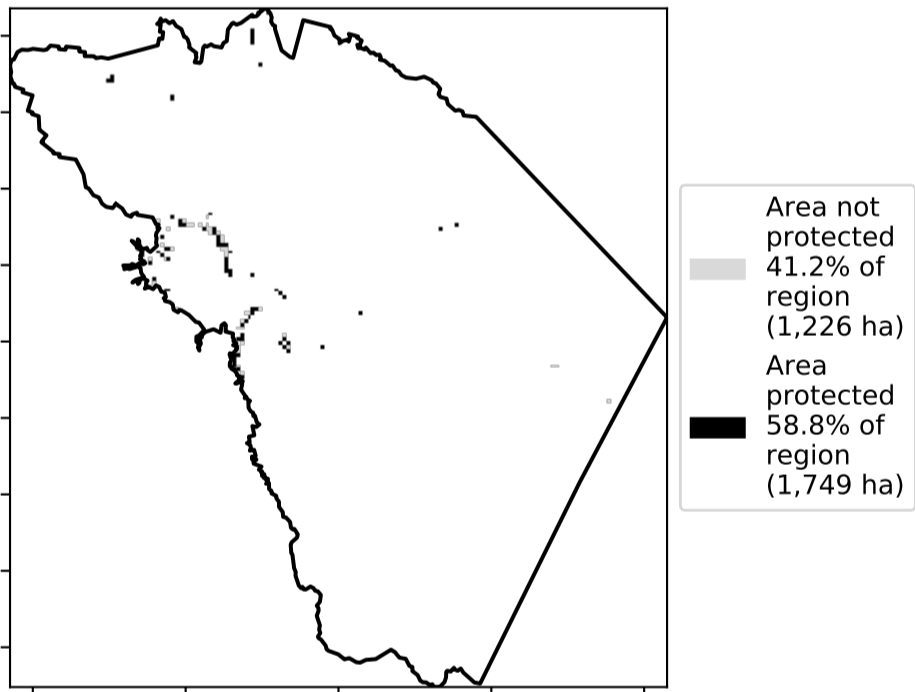 Area not
protected
41.2% of
region
(1,226 ha)
Area
protected
58.8% of
region
(1,749 ha)